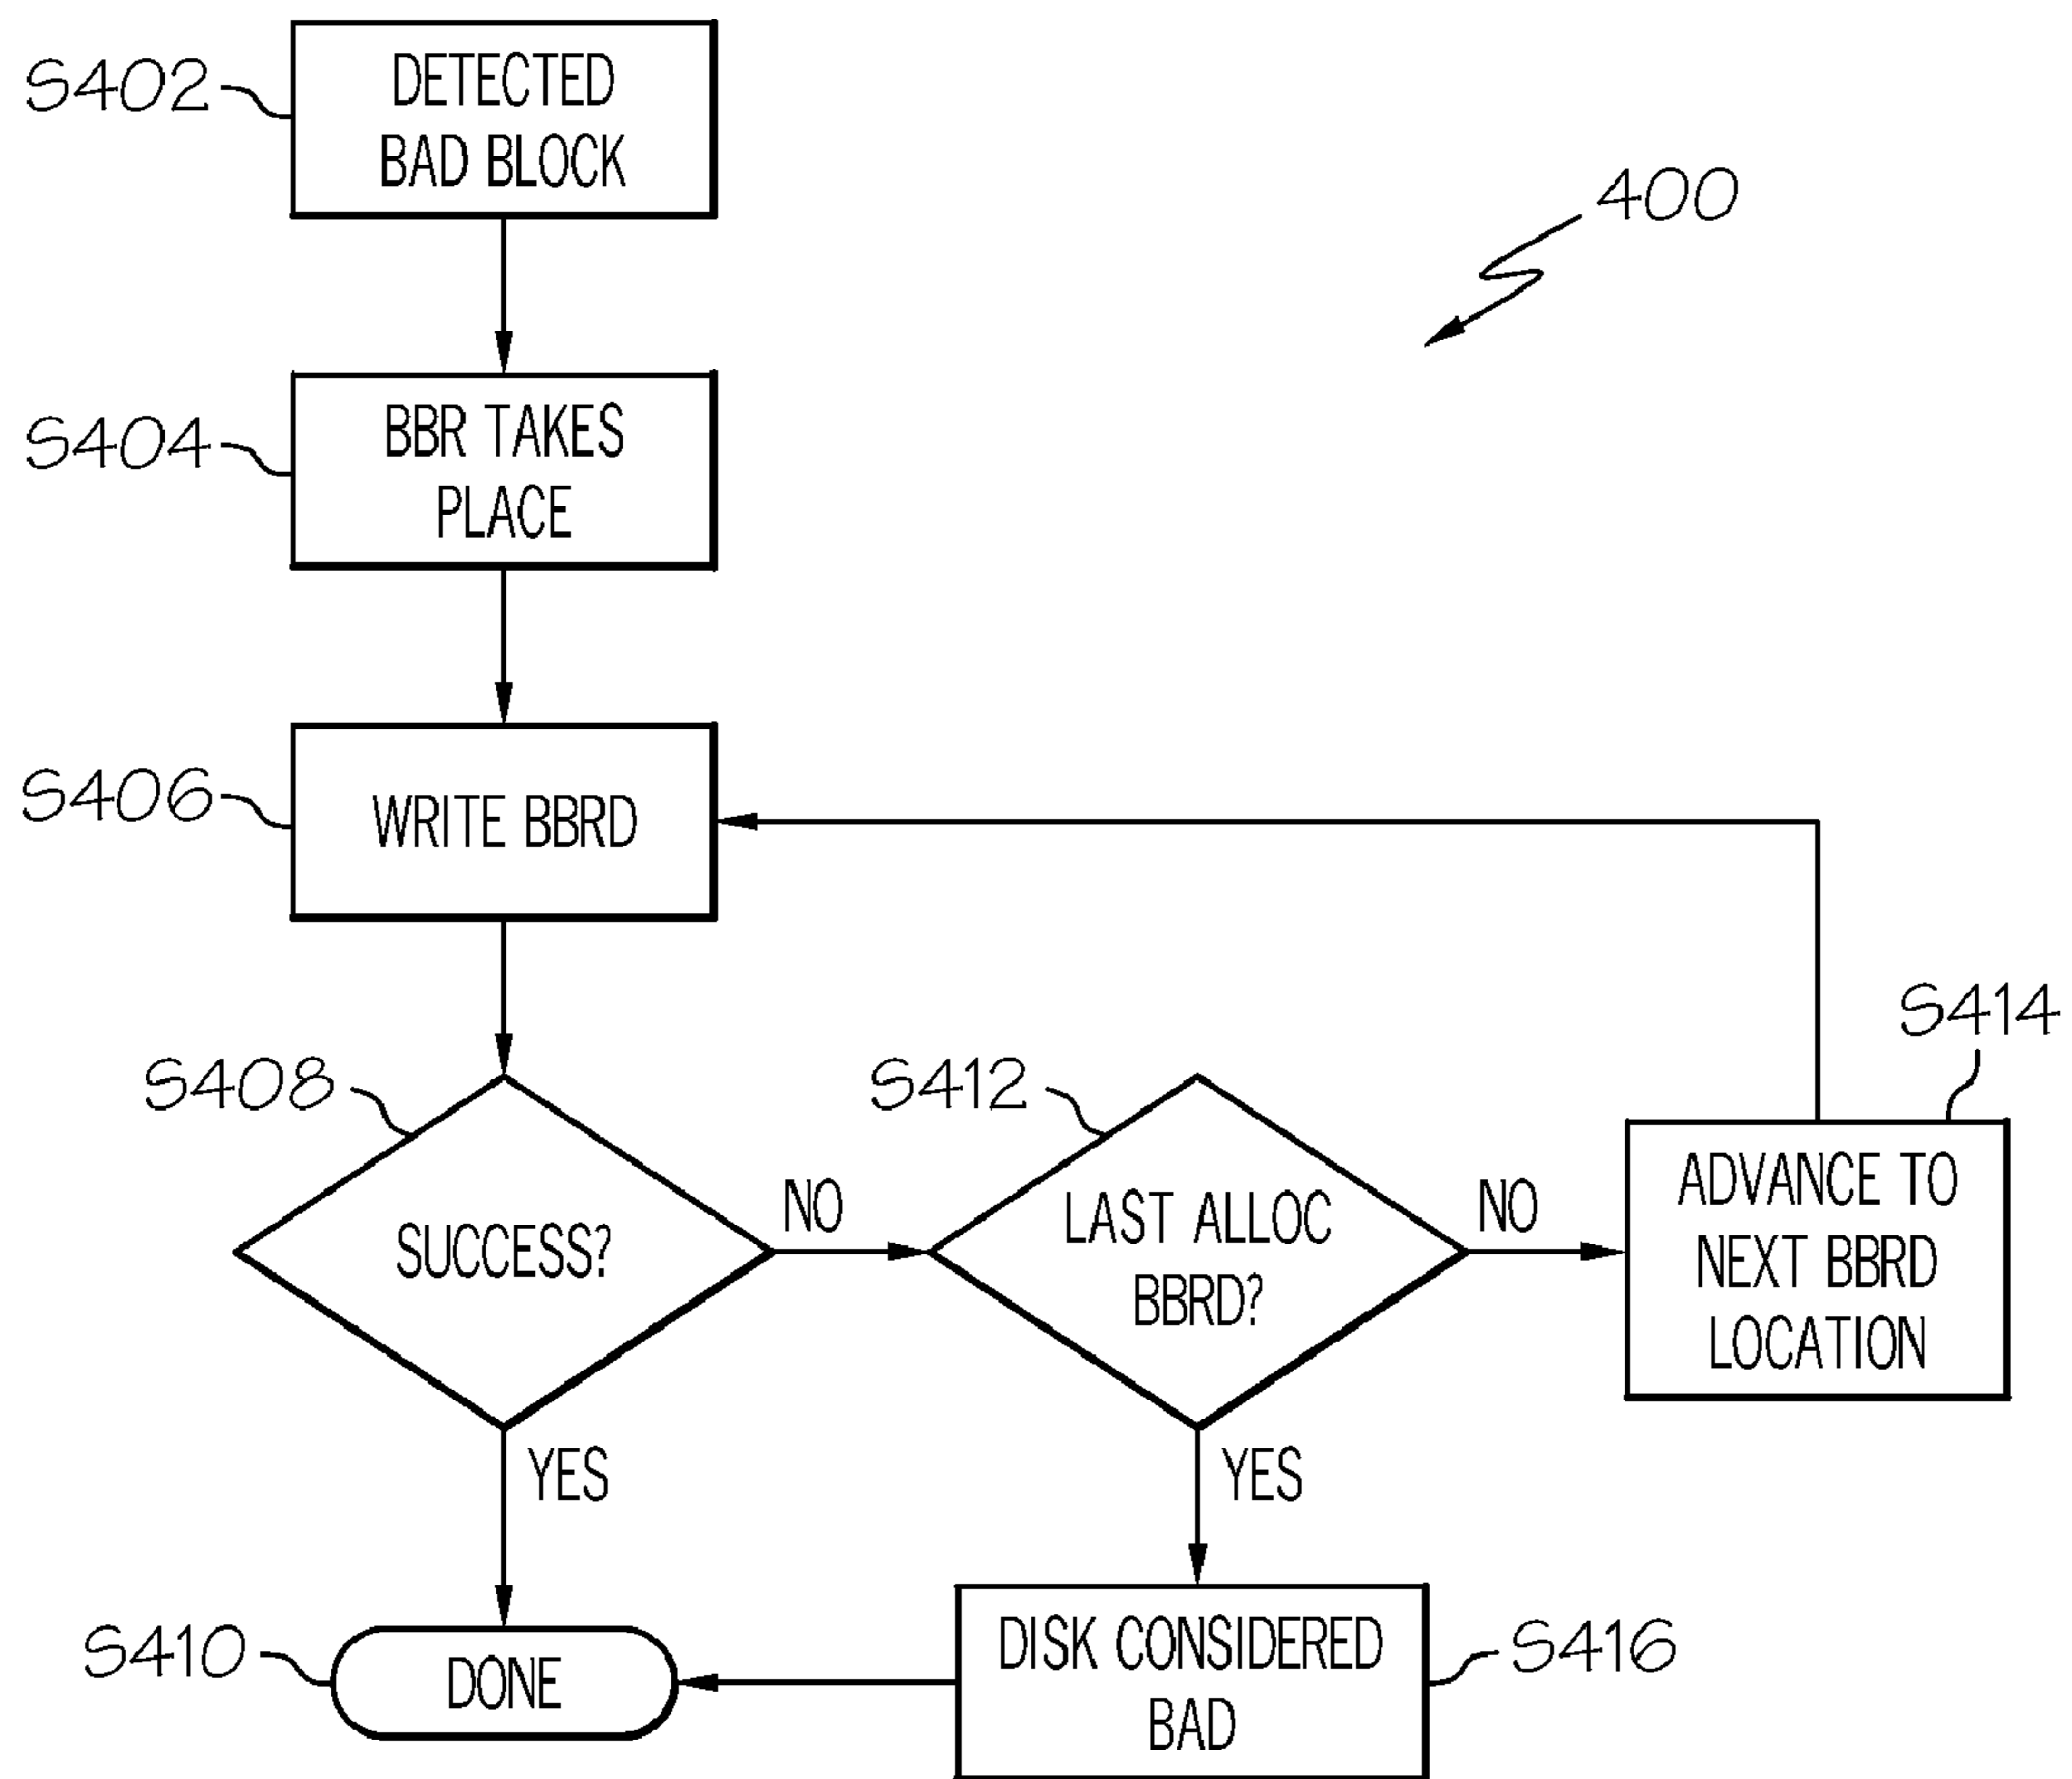 S402
DETECTED
BAD BLOCK
400
S404
BBR TAKES
PLACE
S406
WRITE BBRD
S408
SUCCESS?
NO
YES
S412
LAST ALLOC
BBRD?
NO
YES
S414
ADVANCE TO
NEXT BBRD
LOCATION
S410
DONE
DISK CONSIDERED
BAD
S416